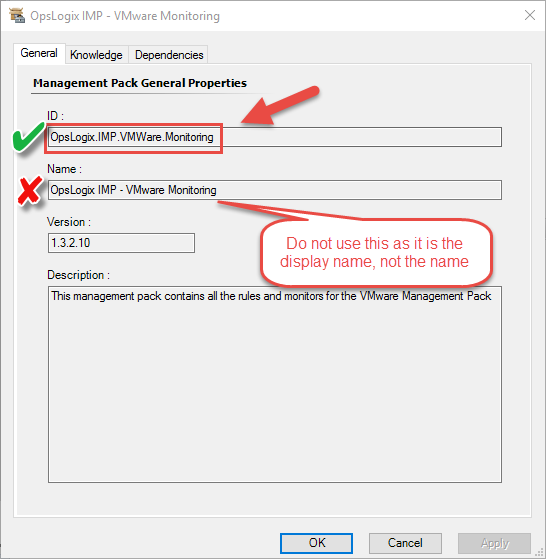 OpsLogix IMP - VMware Monitoring
General
Knowledge
Dependencies
Management Pack General Properties
ID :
OpsLogix.IMP.VMWare.Monitoring
Name :
OpsLogix IMP - VMware Monitoring
Version :
1.3.2.10
Do not use this as it is the
display name, not the name
Description :
This management pack contains all the rules and monitors for the VMware Management Pack
OK
Cancel
Apply